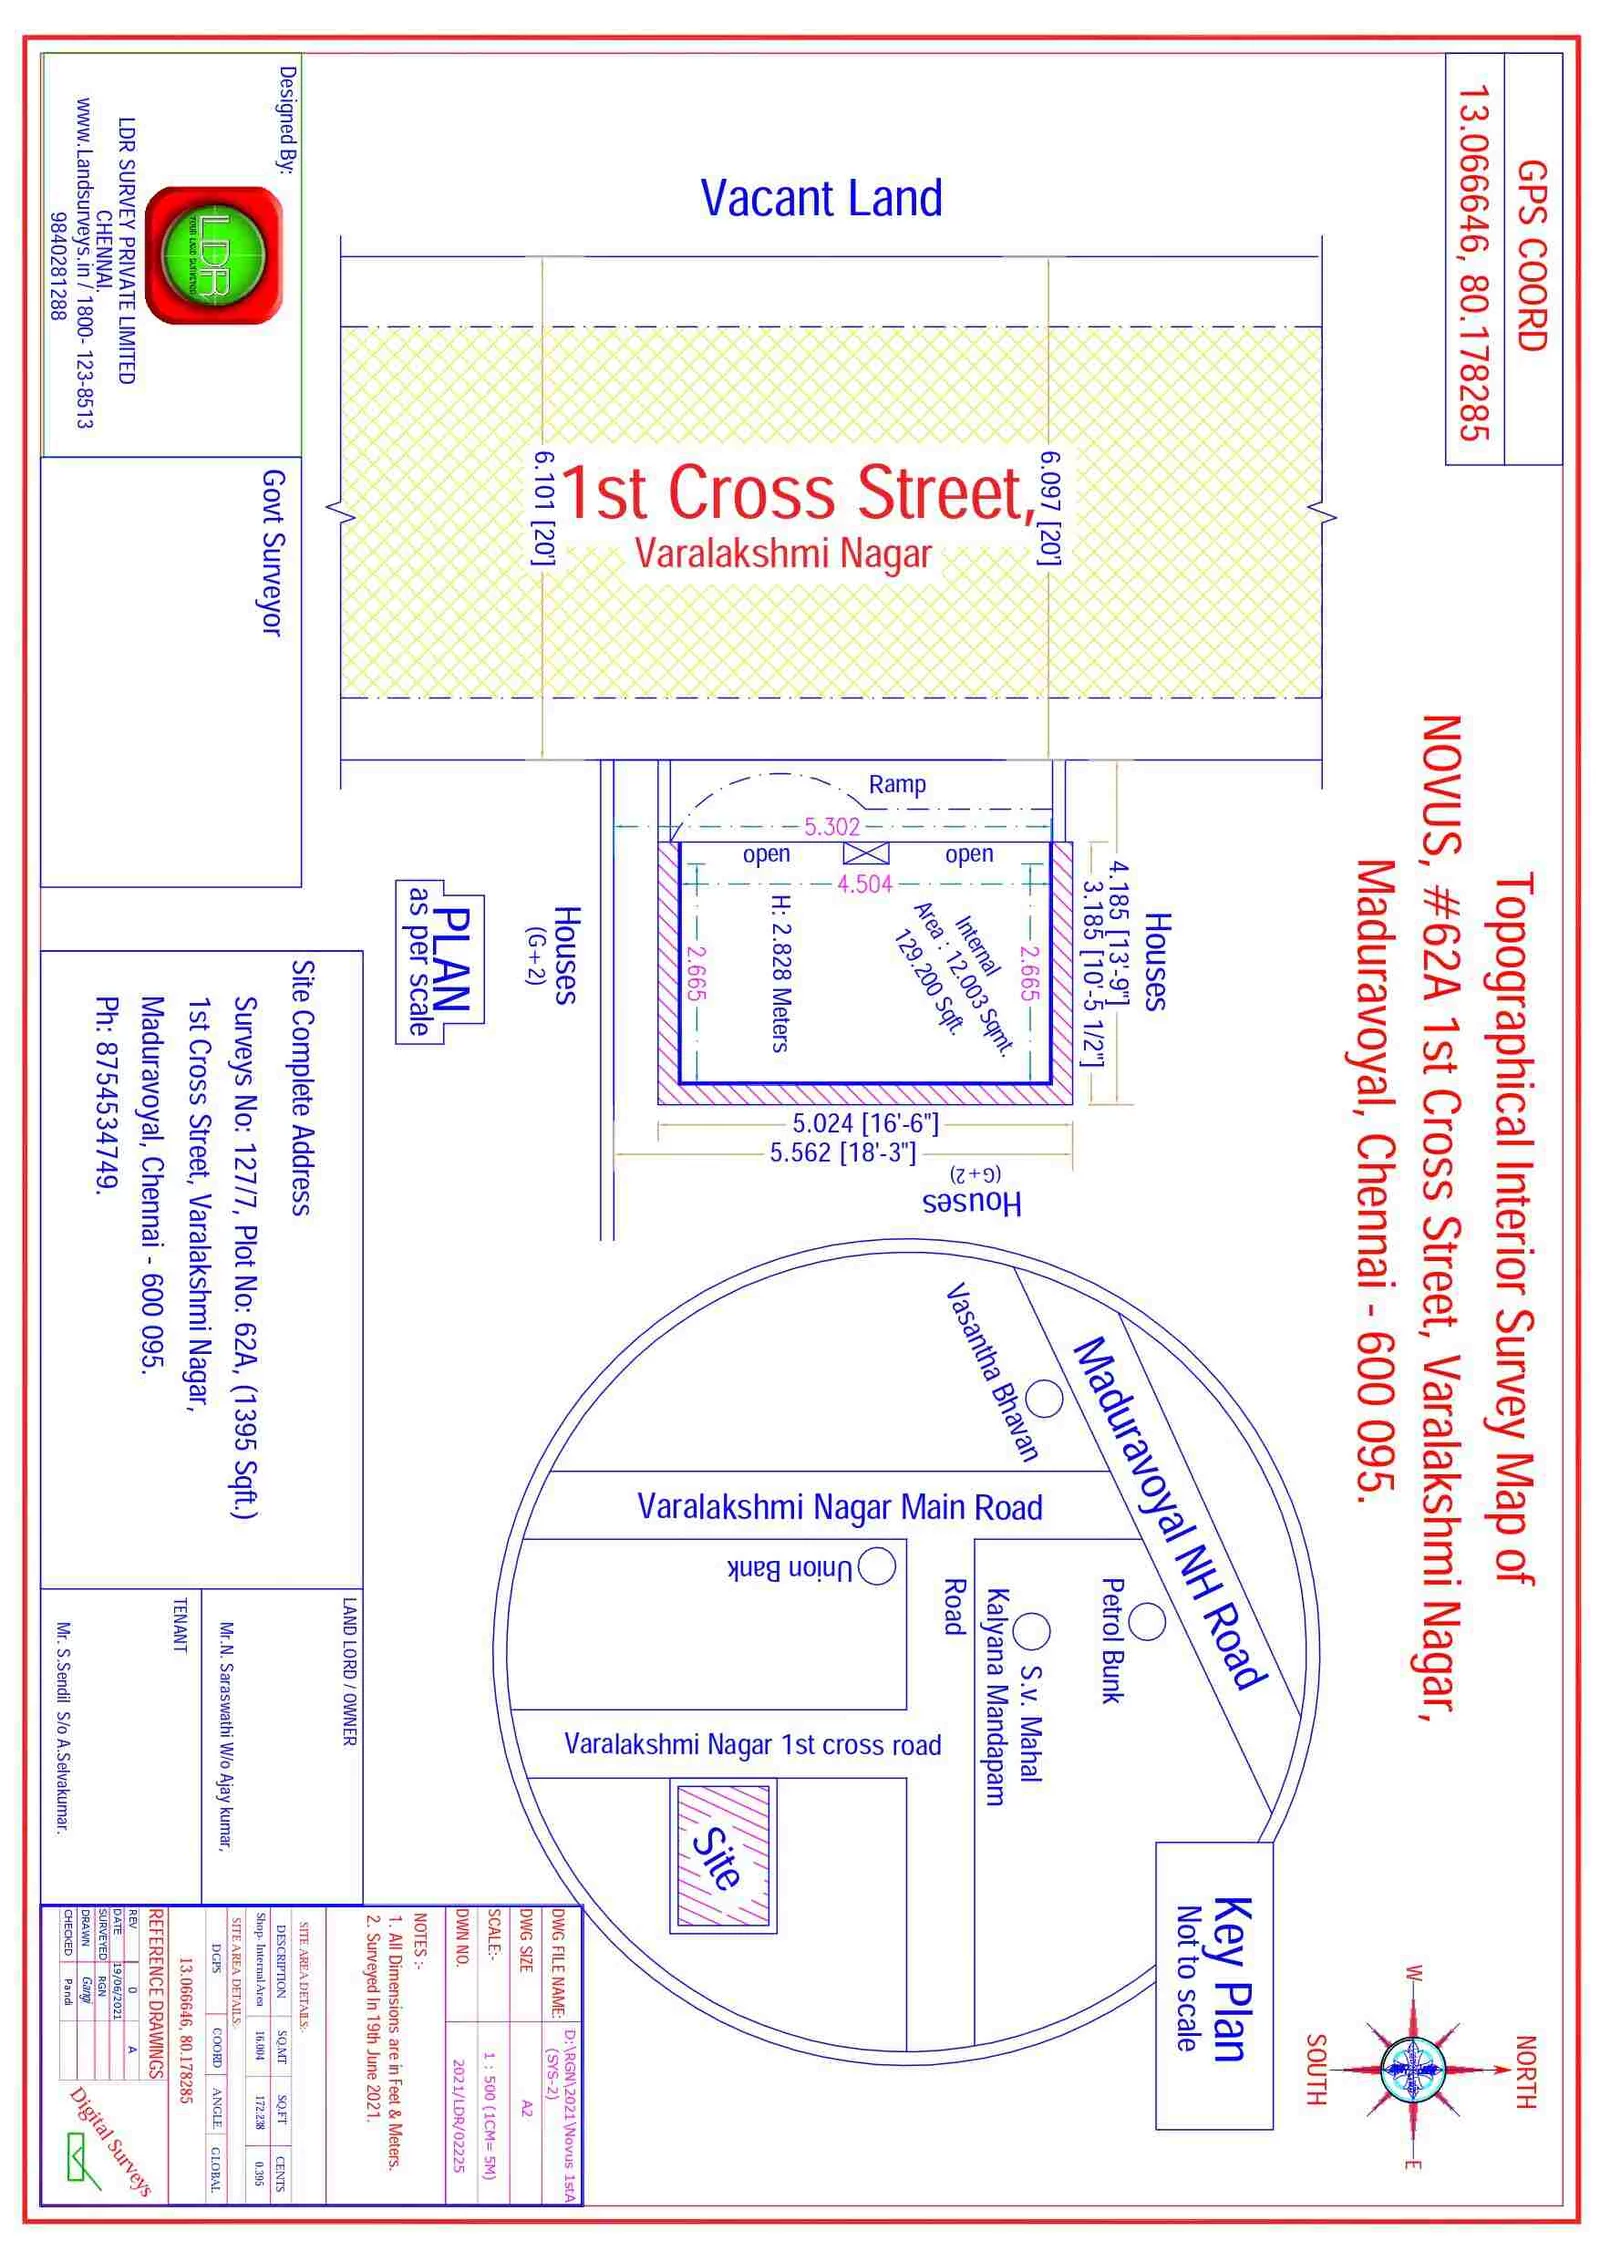 Topographical Interior Survey Map of
NOVUS, #62A 1st Cross Street, Varalakshmi Nagar,
Maduravoyal, Chennai - 600 095.
GPS COORD
13.066646, 80.178285
NORTH
W
E
SOUTH
Vacant Land
1st Cross Street,
Varalakshmi Nagar
6.101 [20']
6.097 [20']
Ramp
5.302
open
open
4.504
2.665
2.665
H: 2.828 Meters
Internal
Area : 12.003 Sqmt.
129.200 Sqft.
4.185 [13'-9"]
3.185 [10'-5 1/2"]
Houses
5.024 [16'-6"]
5.562 [18'-3"]
Houses
(G+2)
Houses
(G+2)
PLAN
as per scale
Key Plan
Not to scale
Maduravoyal NH Road
Vasantha Bhavan
Varalakshmi Nagar Main Road
Union Bank
Road
Petrol Bunk
S.v. Mahal
Kalyana Mandapam
Varalakshmi Nagar 1st cross road
Site
Designed By:
LDR
YOUR LAND SURVEYOR
LDR SURVEY PRIVATE LIMITED
CHENNAI.
www.Landsurveys.in / 1800- 123-8513
9840281288
Govt Surveyor
Site Complete Address
Surveys No: 127/7, Plot No: 62A, (1395 Sqft.)
1st Cross Street, Varalakshmi Nagar,
Maduravoyal, Chennai - 600 095.
Ph: 8754534749.
LAND LORD / OWNER
Mr.N. Saraswathi W/o Ajay kumar,
TENANT
Mr. S.Sendil S/o A.Selvakumar.
DWG FILE NAME: D:\RGN\2021\Novus 1stA
(SYS-2)
DWG SIZE A2
SCALE:- 1 : 500 (1CM= 5M)
DWN NO. 2021/LDR/02225
NOTES :-
1. All Dimensions are in Feet & Meters.
2. Surveyed In 19th June 2021.
SITE AREA DETAILS:-
DESCRIPTION SQ.MT SQ.FT CENTS
Shop. Internal Area 16.004 172.238 0.395
SITE AREA DETAILS:-
DGPS COORD ANGLE. GLOBAL
13.066646, 80.178285
REFERENCE DRAWINGS
REV 0 A
DATE 19/06/2021
SURVEYED RGN
DRAWN Gangi
CHECKED Pandi
Digital Surveys